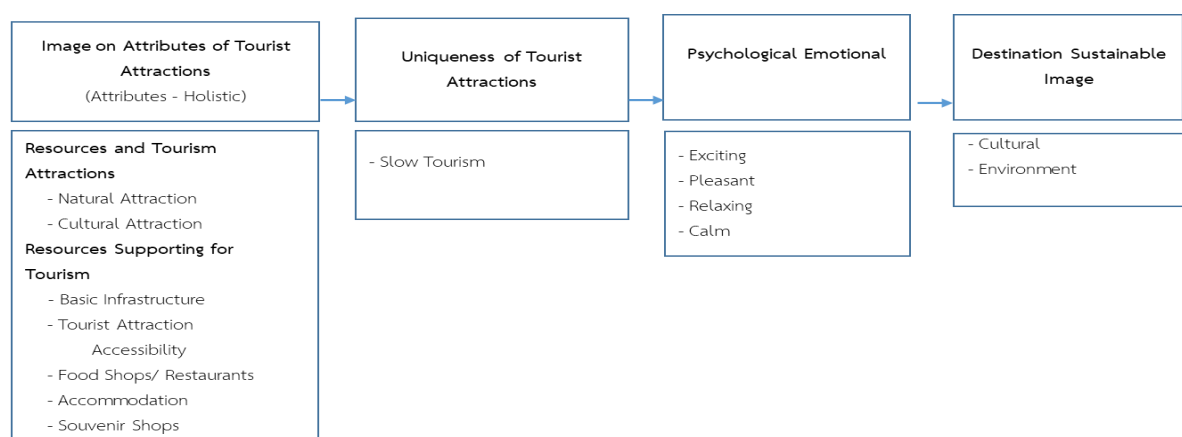 Image on Attributes of Tourist
Attractions
(Attributes - Holistic)
Resources and Tourism
Attractions
- Natural Attraction
- Cultural Attraction
Resources Supporting for
Tourism
- Basic Infrastructure
- Tourist Attraction
Accessibility
- Food Shops/ Restaurants
- Accommodation
- Souvenir Shops
Uniqueness of Tourist
Attractions
- Slow Tourism
Psychological Emotional
- Exciting
- Pleasant
- Relaxing
- Calm
Destination Sustainable
Image
- Cultural
- Environment